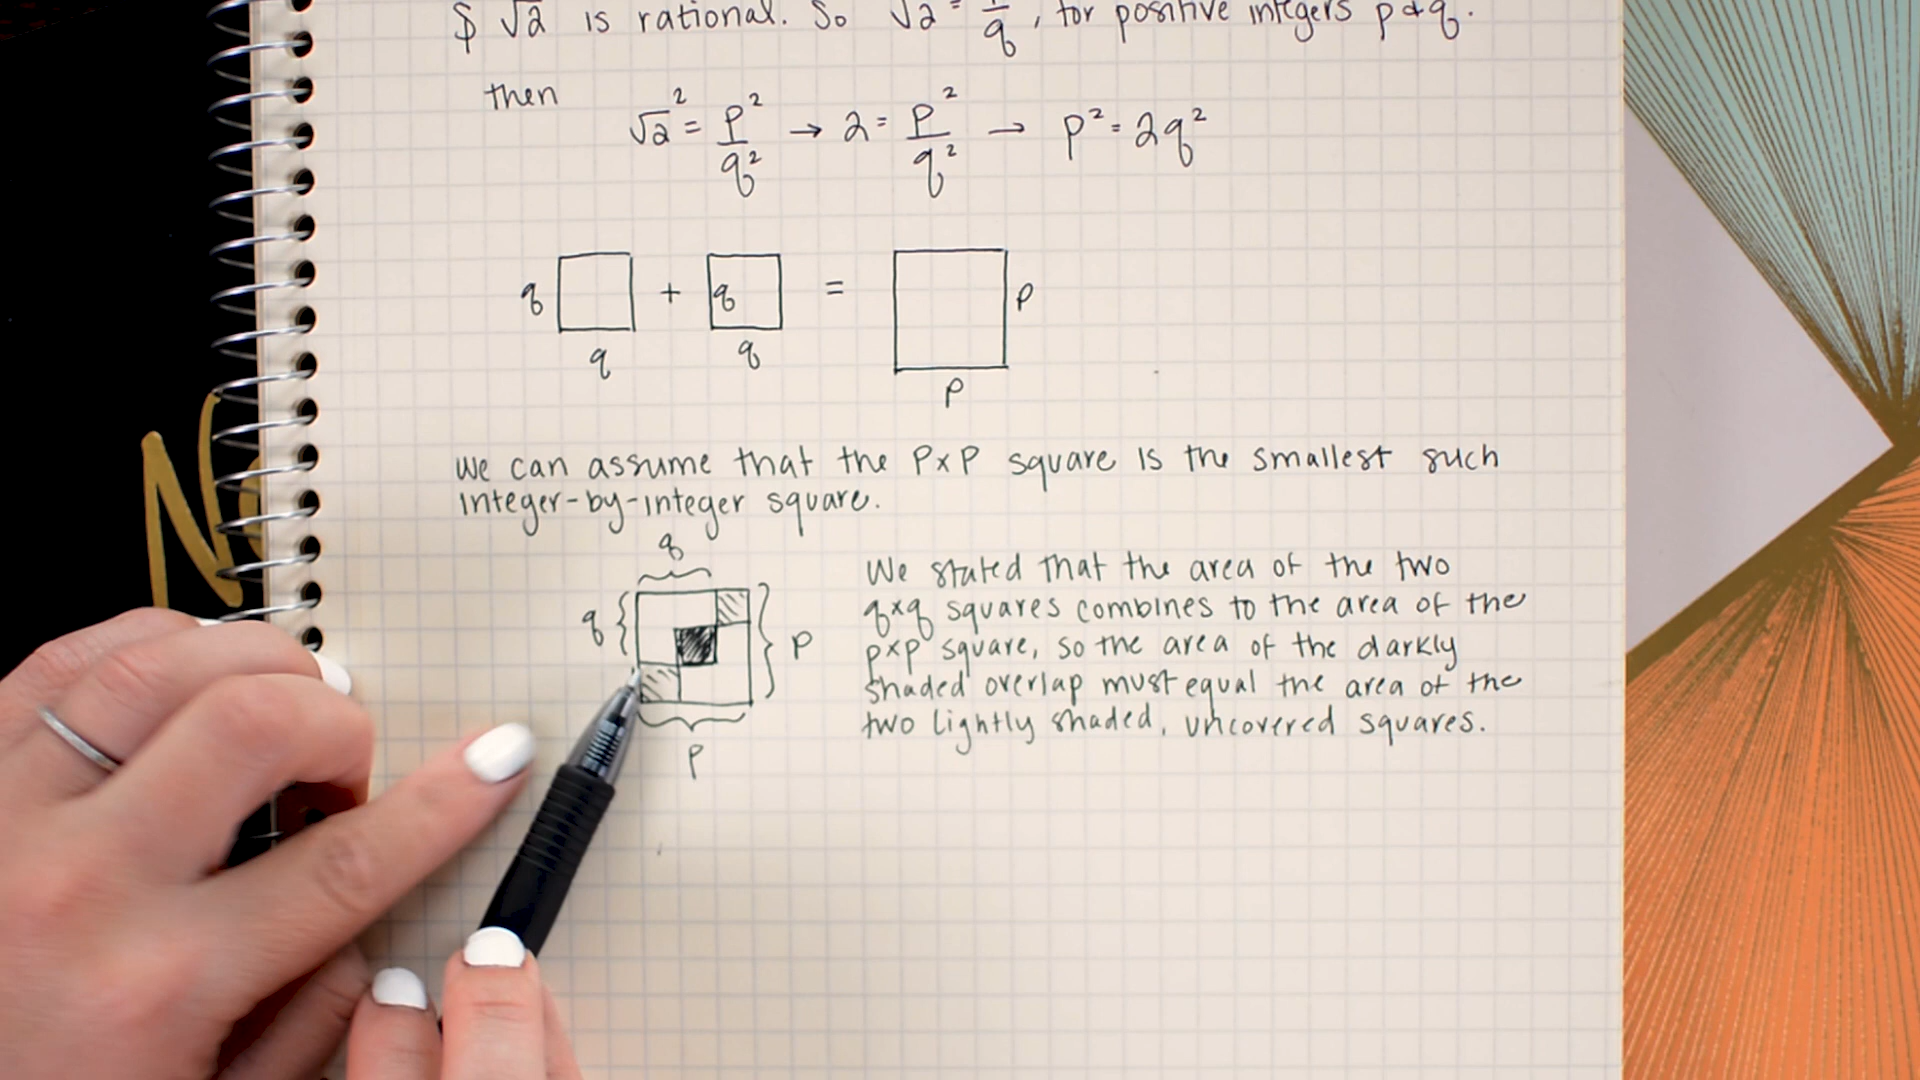 $ √2 is rational. So √2 = p/q, for positive integers p & q.
then √2² = p²/q² → 2 = p²/q² → p² = 2q²
q + q = p
q q p
We can assume that the P×P square is the smallest such
integer-by-integer square.
q
q p
p
We stated that the area of the two
q×q squares combines to the area of the
p×p square, so the area of the darkly
shaded overlap must equal the area of the
two lightly shaded, uncovered squares.